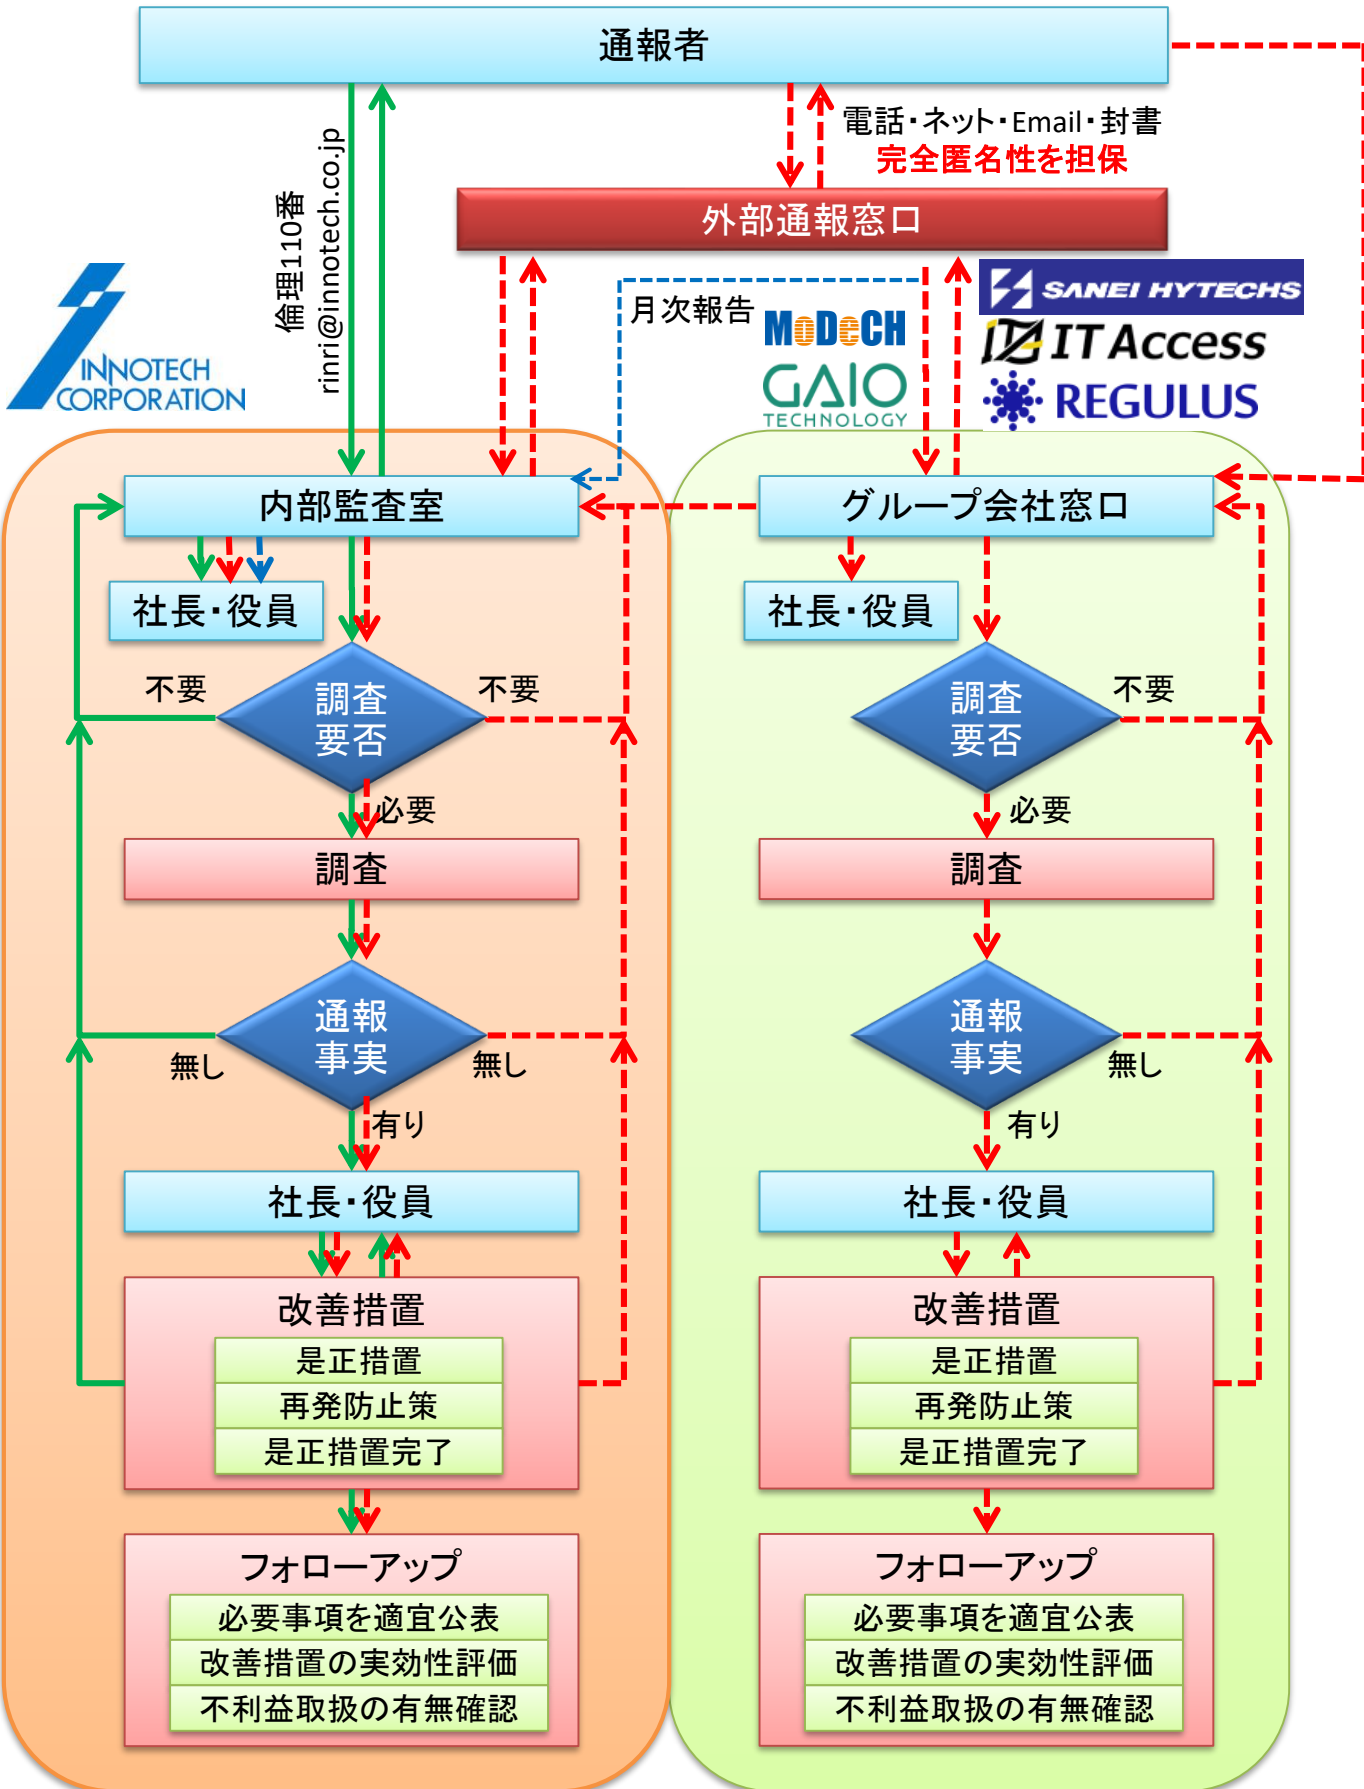 通報者
電話・ネット・Email・封書
完全匿名性を担保
倫理110番
rinri@innotech.co.jp
外部通報窓口
月次報告
INNOTECH
CORPORATION
MoDeCH
GAIO
TECHNOLOGY
SANEI HYTECHS
IT Access
REGULUS
内部監査室
社長・役員
調査
要否
不要
不要
必要
調査
通報
事実
無し
無し
有り
社長・役員
改善措置
是正措置
再発防止策
是正措置完了
フォローアップ
必要事項を適宜公表
改善措置の実効性評価
不利益取扱の有無確認
グループ会社窓口
社長・役員
調査
要否
不要
必要
調査
通報
事実
無し
有り
社長・役員
改善措置
是正措置
再発防止策
是正措置完了
フォローアップ
必要事項を適宜公表
改善措置の実効性評価
不利益取扱の有無確認